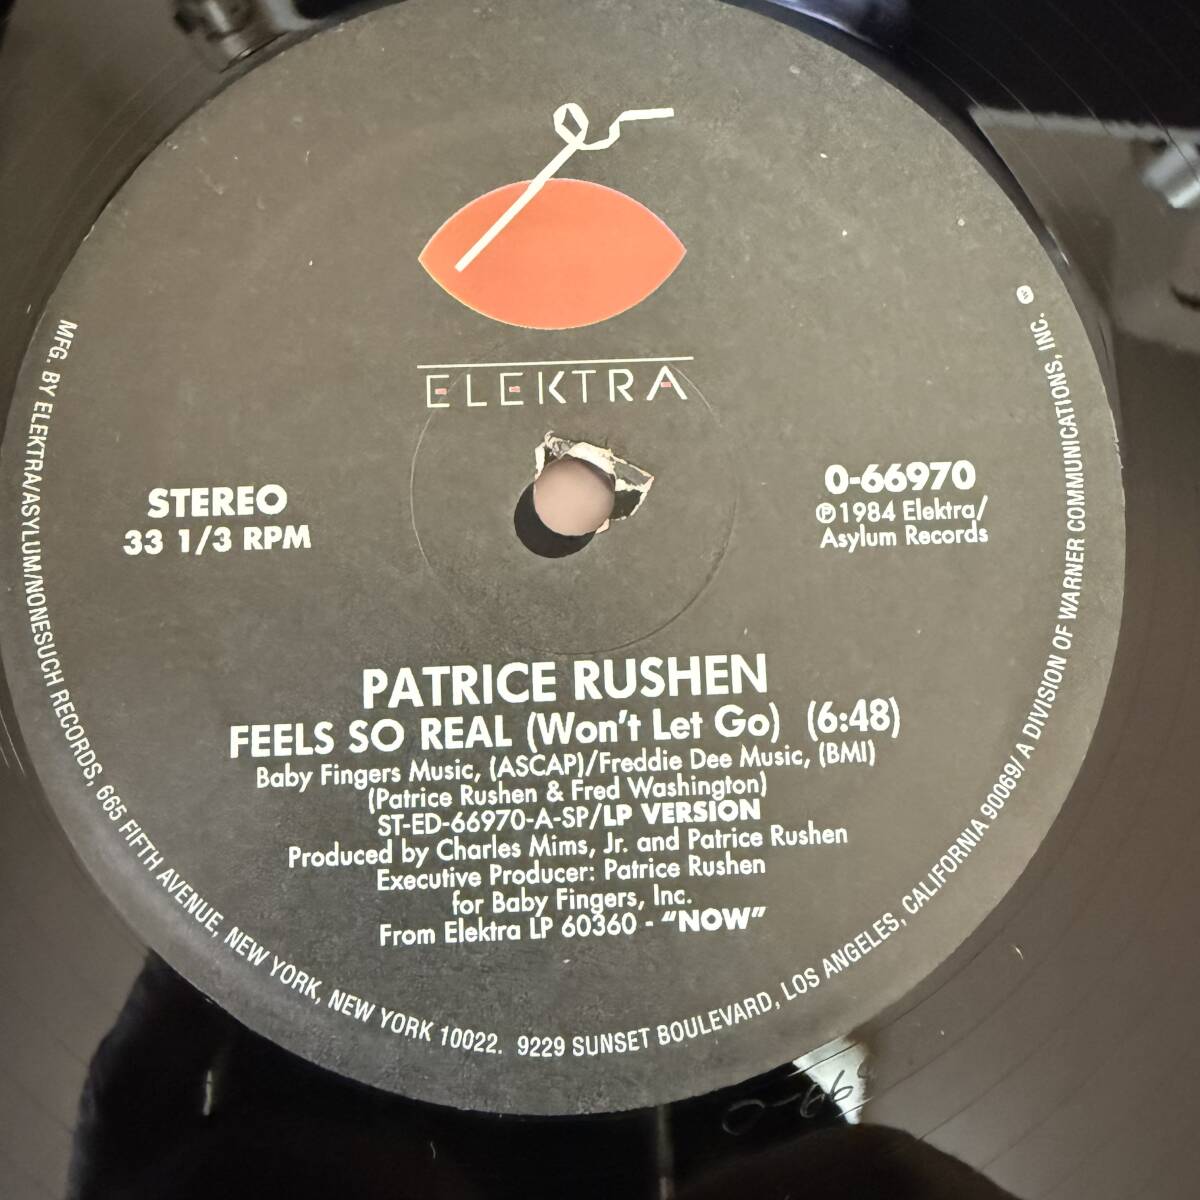 ELEKTRA
STEREO
33 1/3 RPM
0-66970
℗1984 Elektra/
Asylum Records
PATRICE RUSHEN
FEELS SO REAL (Won't Let Go) (6:48)
Baby Fingers Music, (ASCAP)/Freddie Dee Music, (BMI)
(Patrice Rushen & Fred Washington)
ST-ED-66970-A-SP/LP VERSION
Produced by Charles Mims, Jr. and Patrice Rushen
Executive Producer: Patrice Rushen
for Baby Fingers, Inc.
From Elektra LP 60360 - "NOW"
MFG. BY ELEKTRA/ASYLUM/NONESUCH RECORDS, 665 FIFTH AVENUE, NEW YORK, NEW YORK 10022. 9229 SUNSET BOULEVARD, LOS ANGELES, CALIFORNIA 90069/ A DIVISION OF WARNER COMMUNICATIONS, INC.
0-66